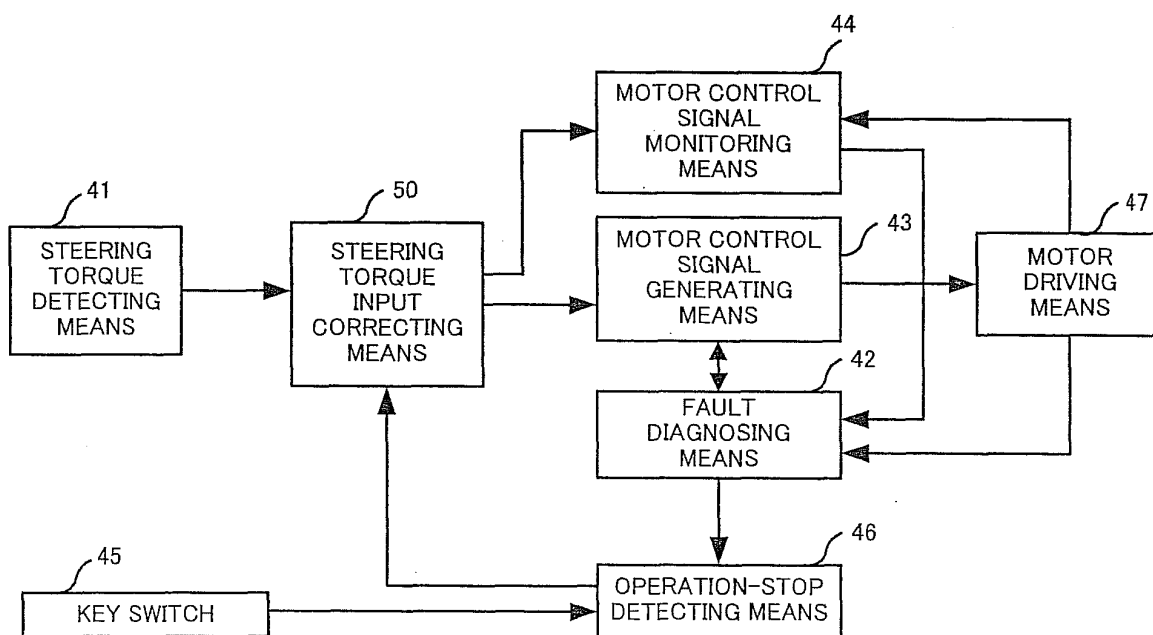 44
MOTOR CONTROL
SIGNAL
MONITORING
MEANS
41
STEERING
TORQUE
DETECTING
MEANS
50
STEERING
TORQUE
INPUT
CORRECTING
MEANS
43
MOTOR CONTROL
SIGNAL
GENERATING
MEANS
47
MOTOR
DRIVING
MEANS
42
FAULT
DIAGNOSING
MEANS
45
KEY SWITCH
46
OPERATION-STOP
DETECTING MEANS